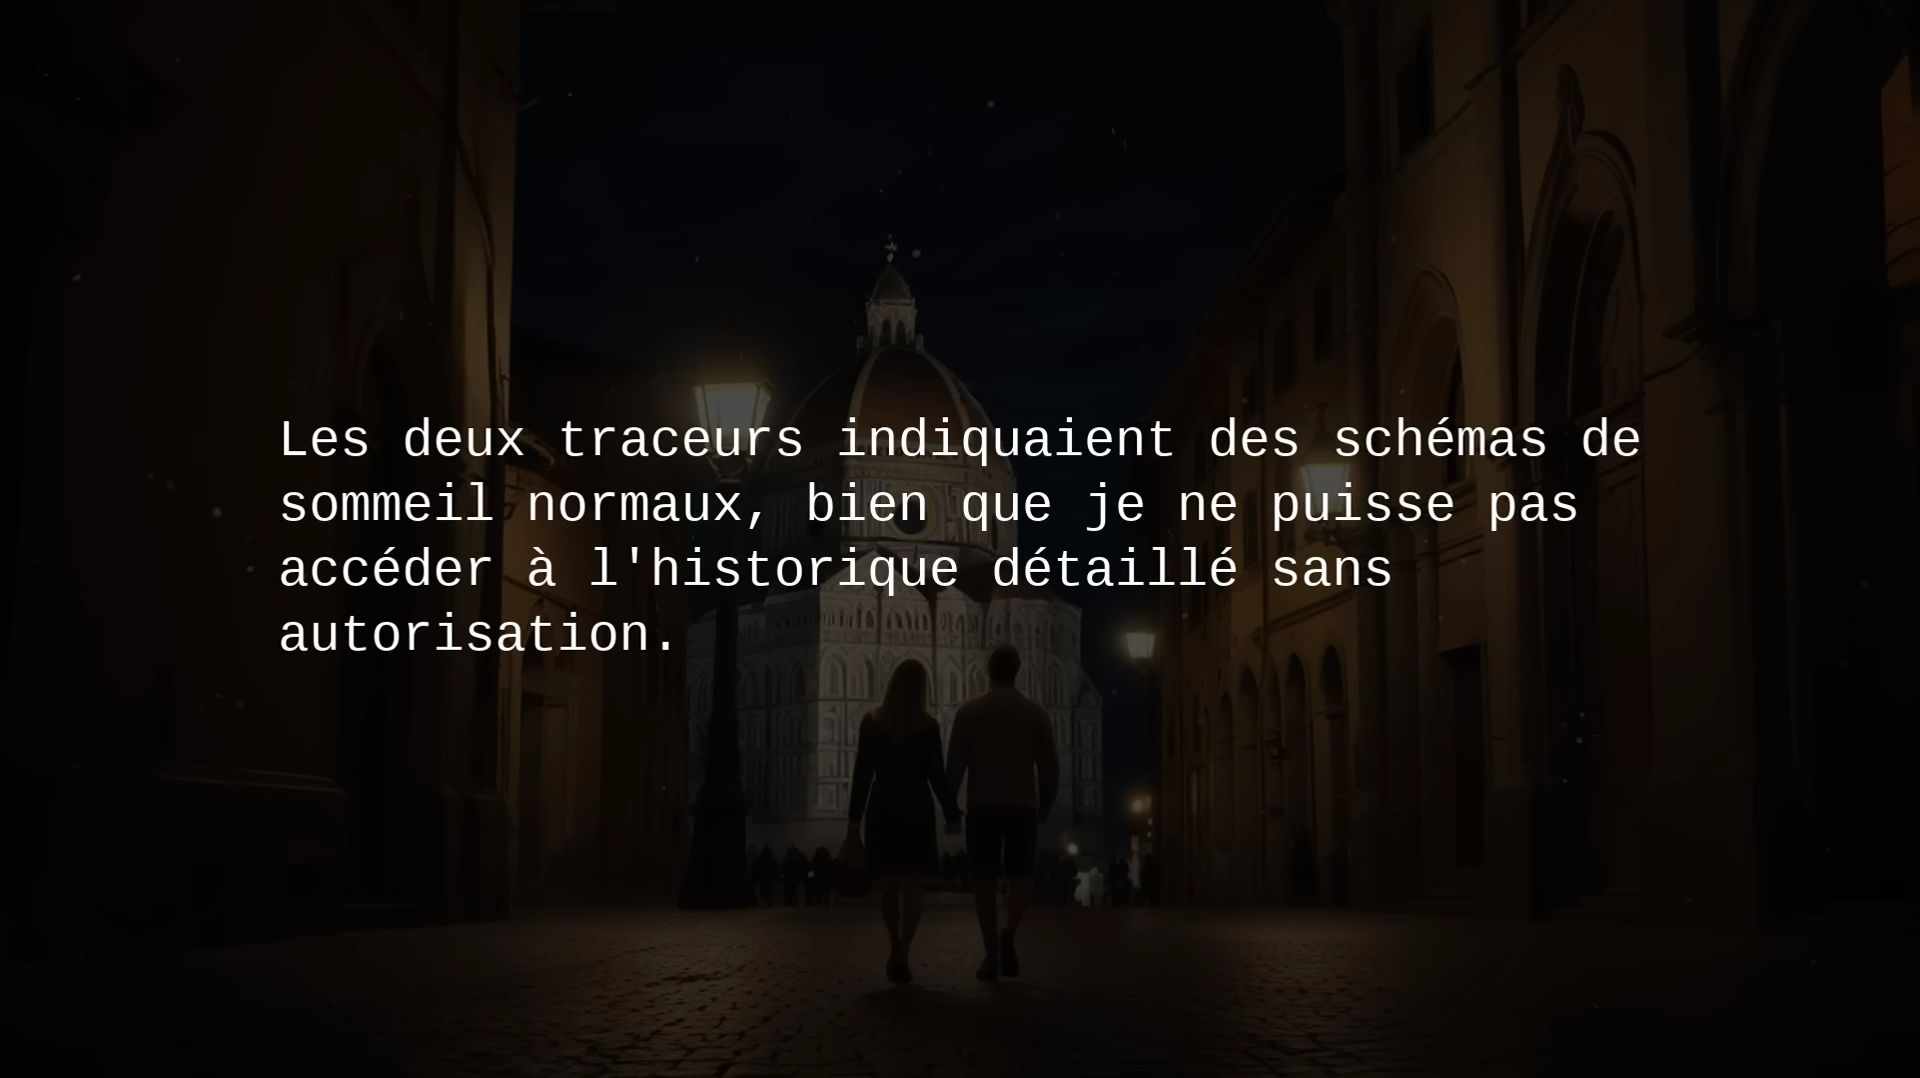 Les deux traceurs indiquaient des schémas de
sommeil normaux, bien que je ne puisse pas
accéder à l'historique détaillé sans
autorisation.